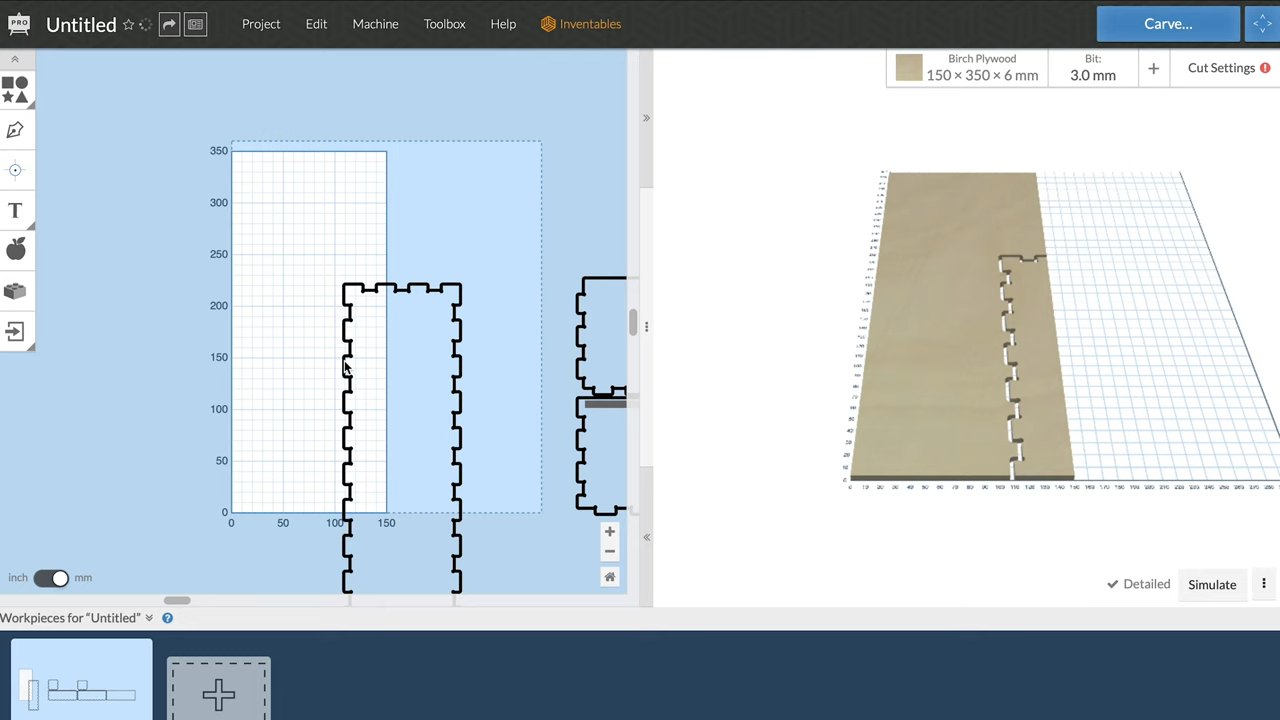 PRO Untitled Project Edit Machine Toolbox Help Inventables Carve...
Birch Plywood
150 × 350 × 6 mm
Bit:
3.0 mm
+
Cut Settings
T
350
300
250
200
150
100
50
0
0 50 100 150
inch mm
Detailed Simulate
Workpieces for "Untitled"